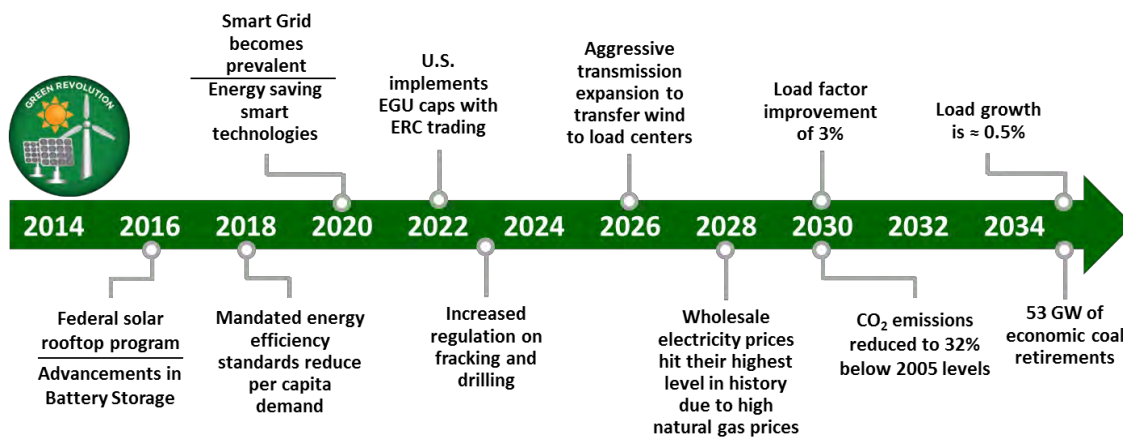 GREEN REVOLUTION
Smart Grid
becomes
prevalent
Energy saving
smart
technologies
U.S.
implements
EGU caps with
ERC trading
Aggressive
transmission
expansion to
transfer wind
to load centers
Load factor
improvement
of 3%
Load growth
is ≈ 0.5%
2014 2016 2018 2020 2022 2024 2026 2028 2030 2032 2034
Federal solar
rooftop program
Advancements in
Battery Storage
Mandated energy
efficiency
standards reduce
per capita
demand
Increased
regulation on
fracking and
drilling
Wholesale
electricity prices
hit their highest
level in history
due to high
natural gas prices
CO₂ emissions
reduced to 32%
below 2005 levels
53 GW of
economic coal
retirements